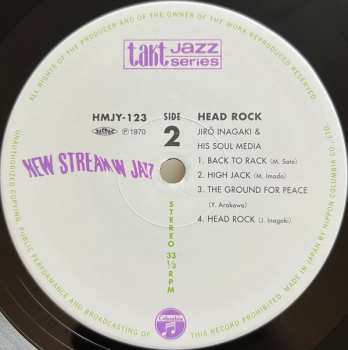 takt JAZZ series
ALL RIGHTS OF THE PRODUCER AND OF THE OWNER OF THE WORK REPRODUCED RESERVED
HMJY-123
SIDE
2
HEAD ROCK
℗1970
JIRŌ INAGAKI &
HIS SOUL MEDIA
1. BACK TO RACK (M. Sato)
2. HIGH JACK (M. Imada)
3. THE GROUND FOR PEACE
(Y. Arakawa)
4. HEAD ROCK (J. Inagaki)
NEW STREAM IN JAZZ
STEREO 33 1/3 RPM
Columbia
UNAUTHORIZED COPYING, PUBLIC PERFORMANCE AND BROADCASTING OF THIS RECORD PROHIBITED. MADE IN JAPAN BY NIPPON COLUMBIA CO. LTD.